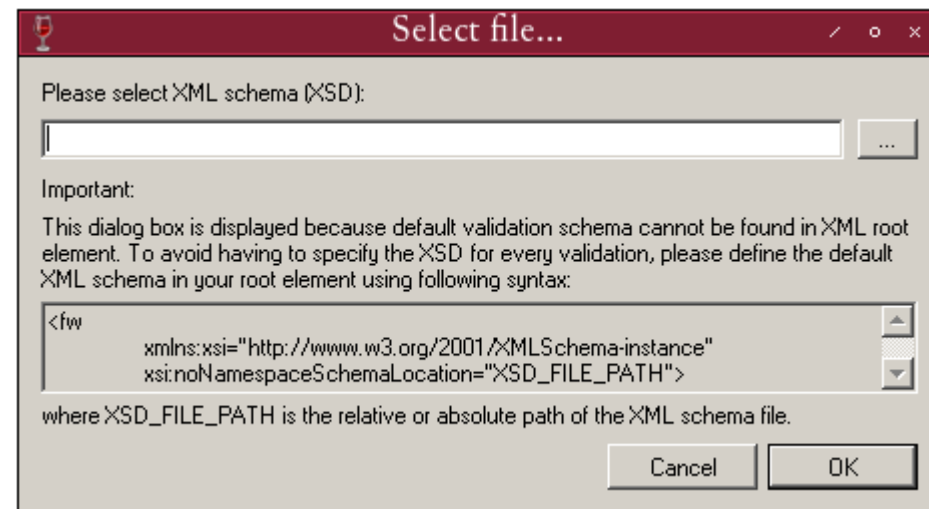 Select file...
Please select XML schema (XSD):
...
Important:
This dialog box is displayed because default validation schema cannot be found in XML root
element. To avoid having to specify the XSD for every validation, please define the default
XML schema in your root element using following syntax:
<fw
xmlns:xsi="http://www.w3.org/2001/XMLSchema-instance"
xsi:noNamespaceSchemaLocation="XSD_FILE_PATH">
where XSD_FILE_PATH is the relative or absolute path of the XML schema file.
Cancel OK